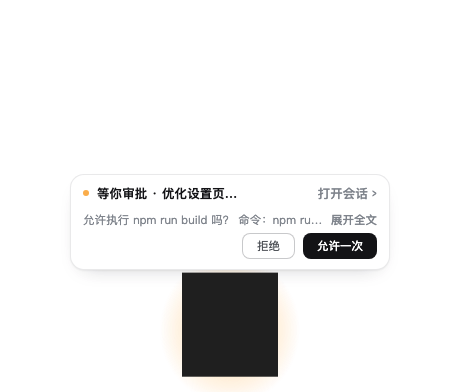 等你审批 · 优化设置页... 打开会话 >
允许执行 npm run build 吗? 命令: npm ru... 展开全文
拒绝 允许一次